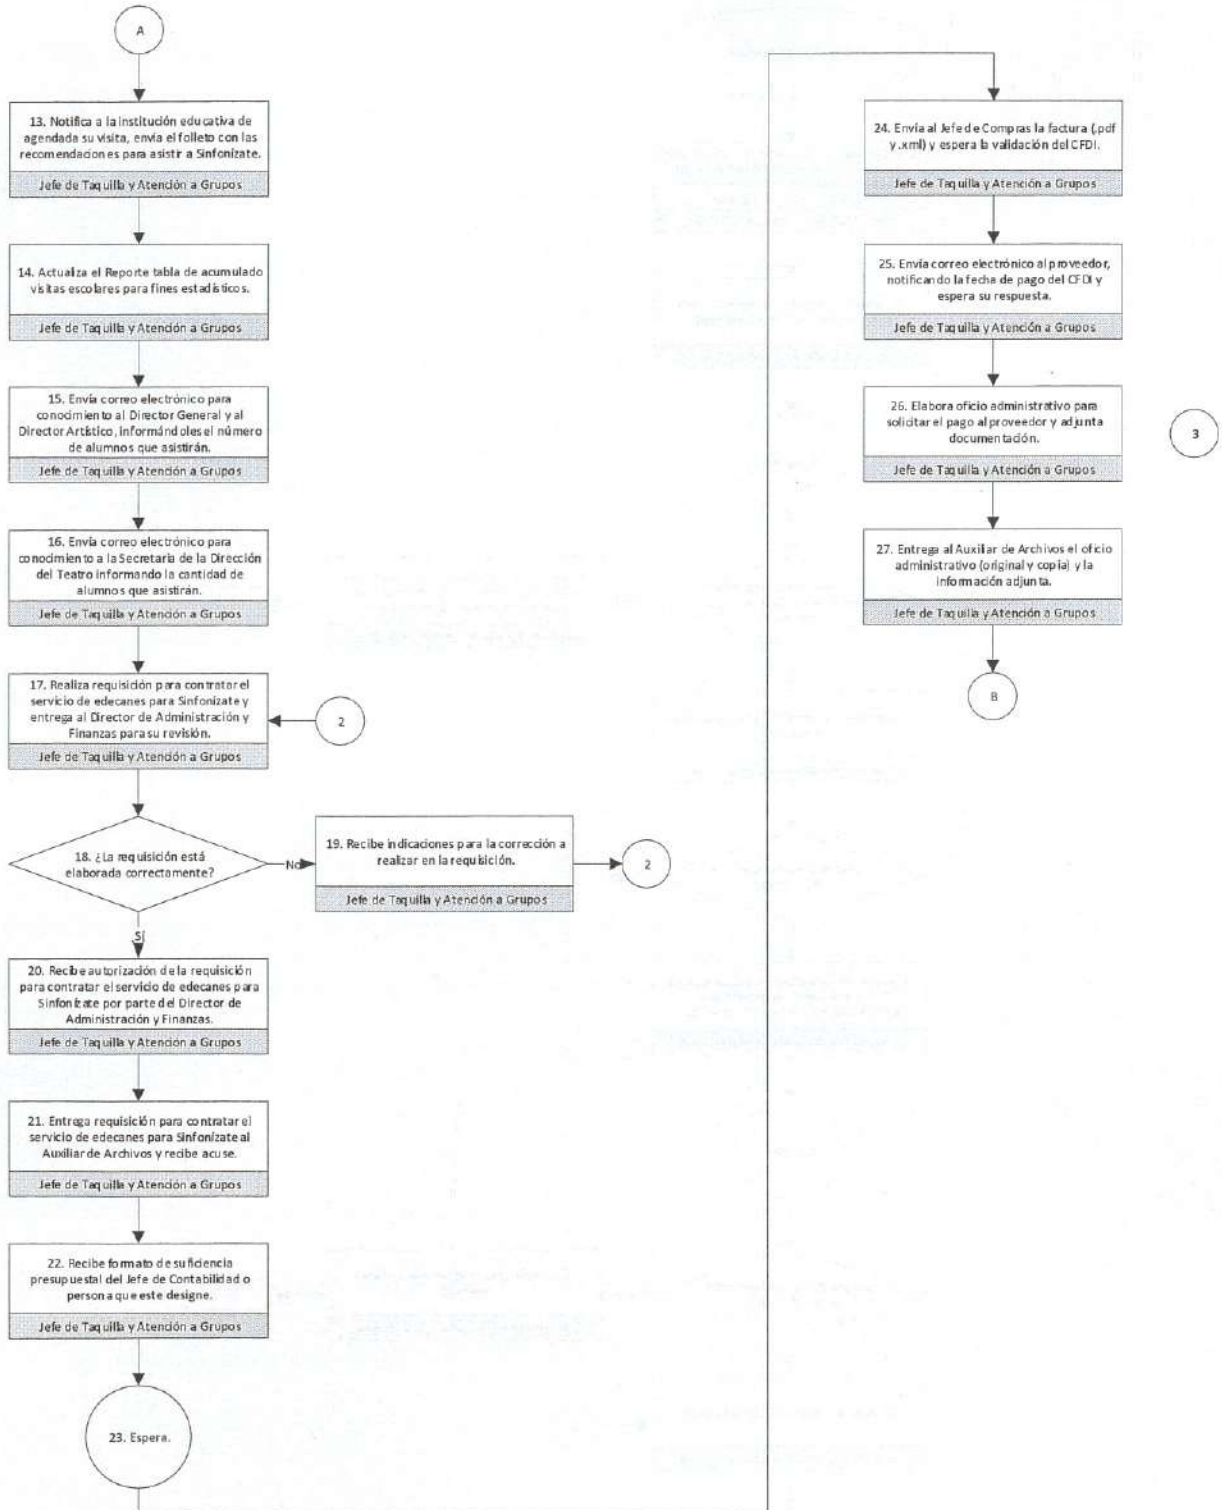 A
13. Notifica a la institución educativa de
agendada su visita, envía el folleto con las
recomendaciones para asistir a Sinfonízate.
Jefe de Taquilla y Atención a Grupos
14. Actualiza el Reporte tabla de acumulado
visitas escolares para fines estadísticos.
Jefe de Taquilla y Atención a Grupos
15. Envía correo electrónico para
conocimiento al Director General y al
Director Artístico, informándoles el número
de alumnos que asistirán.
Jefe de Taquilla y Atención a Grupos
16. Envía correo electrónico para
conocimiento a la Secretaria de la Dirección
del Teatro informando la cantidad de
alumnos que asistirán.
Jefe de Taquilla y Atención a Grupos
17. Realiza requisición para contratar el
servicio de edecanes para Sinfonízate y
entrega al Director de Administración y
Finanzas para su revisión.
Jefe de Taquilla y Atención a Grupos
2
18. ¿La requisición está
elaborada correctamente?
No
19. Recibe indicaciones para la corrección a
realizar en la requisición.
Jefe de Taquilla y Atención a Grupos
2
Sí
20. Recibe autorización de la requisición
para contratar el servicio de edecanes para
Sinfonízate por parte del Director de
Administración y Finanzas.
Jefe de Taquilla y Atención a Grupos
21. Entrega requisición para contratar el
servicio de edecanes para Sinfonízate al
Auxiliar de Archivos y recibe acuse.
Jefe de Taquilla y Atención a Grupos
22. Recibe formato de suficiencia
presupuestal del Jefe de Contabilidad o
persona que este designe.
Jefe de Taquilla y Atención a Grupos
23. Espera.
24. Envía al Jefe de Compras la factura (.pdf
y .xml) y espera la validación del CFDI.
Jefe de Taquilla y Atención a Grupos
25. Envía correo electrónico al proveedor,
notificando la fecha de pago del CFDI y
espera su respuesta.
Jefe de Taquilla y Atención a Grupos
26. Elabora oficio administrativo para
solicitar el pago al proveedor y adjunta
documentación.
Jefe de Taquilla y Atención a Grupos
3
27. Entrega al Auxiliar de Archivos el oficio
administrativo (original y copia) y la
información adjunta.
Jefe de Taquilla y Atención a Grupos
B